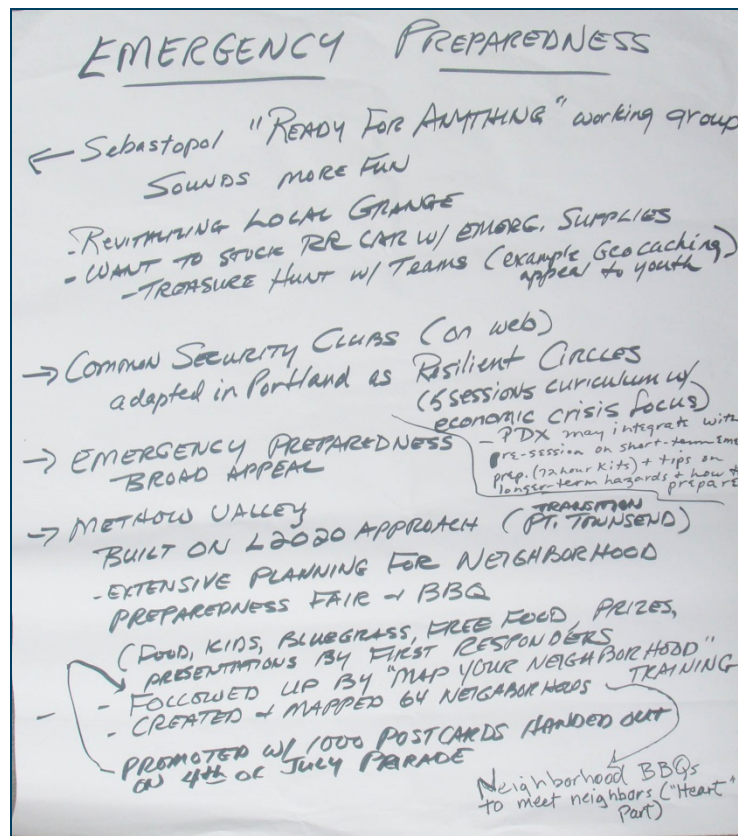 EMERGENCY PREPAREDNESS
← Sebastopol "READY FOR ANYTHING" working group
SOUNDS MORE FUN
- REVITALIZING LOCAL GRANGE
- WANT TO STOCK RR CAR W/ EMERG. SUPPLIES
- TREASURE HUNT W/ TEAMS (example Geocaching)
appeal to youth
→ COMMON SECURITY CLUBS (on web)
adapted in Portland as Resilient CIRCLES
(5 sessions curiculum w/
economic crisis focus)
- PDX may integrate with
pre-session on short-term eme
prep. (72 hour kits) + tips on
longer-term hazards + how to
prepare
→ EMERGENCY PREPAREDNESS
BROAD APPEAL
→ METHOW VALLEY
TRANSITION
BUILT ON L2020 APPROACH (PT. TOWNSEND)
- EXTENSIVE PLANNING FOR NEIGHBORHOOD
PREPAREDNESS FAIR + BBQ
(FOOD, KIDS, BLUEGRASS, FREE FOOD, PRIZES,
PRESENTATIONS BY FIRST RESPONDERS
- FOLLOWED UP BY "MAP YOUR NEIGHBORHOOD"
TRAINING
- CREATED + MAPPED 64 NEIGHBORHOODS
- PROMOTED W/ 1000 POSTCARDS HANDED OUT
ON 4th OF JULY PARADE
Neighborhood BBQs
to meet neighbors ("Heart"
Part)